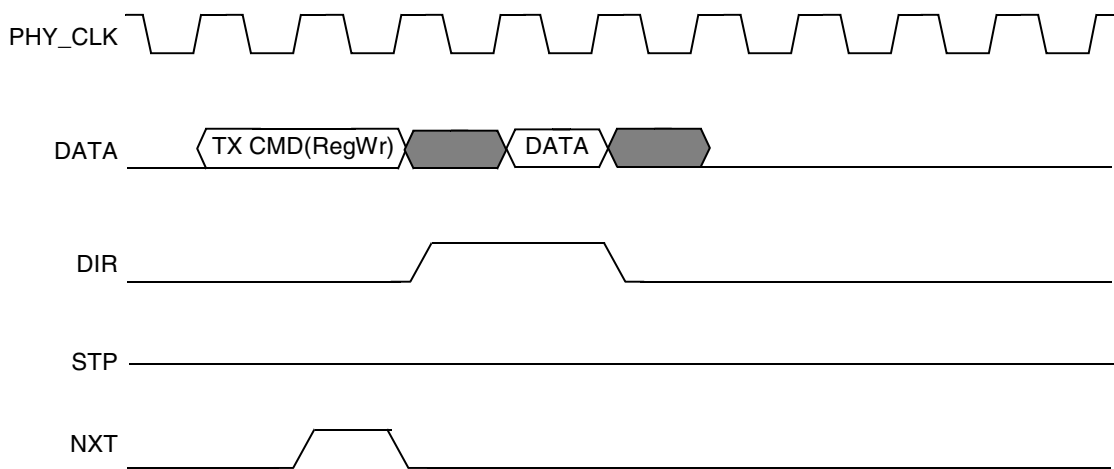 PHY_CLK
DATA TX CMD(RegWr) DATA
DIR
STP
NXT